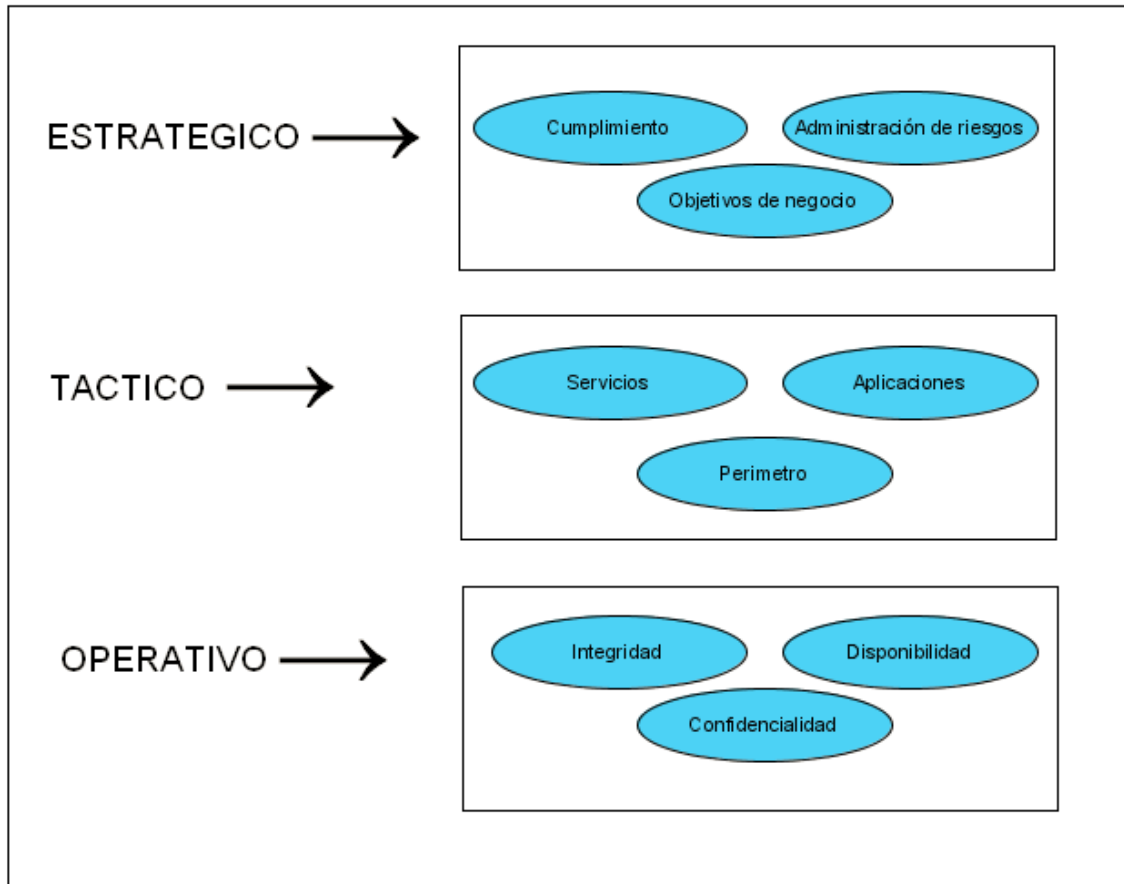 ESTRATEGICO
Cumplimiento
Administración de riesgos
Objetivos de negocio
TACTICO
Servicios
Aplicaciones
Perimetro
OPERATIVO
Integridad
Disponibilidad
Confidencialidad